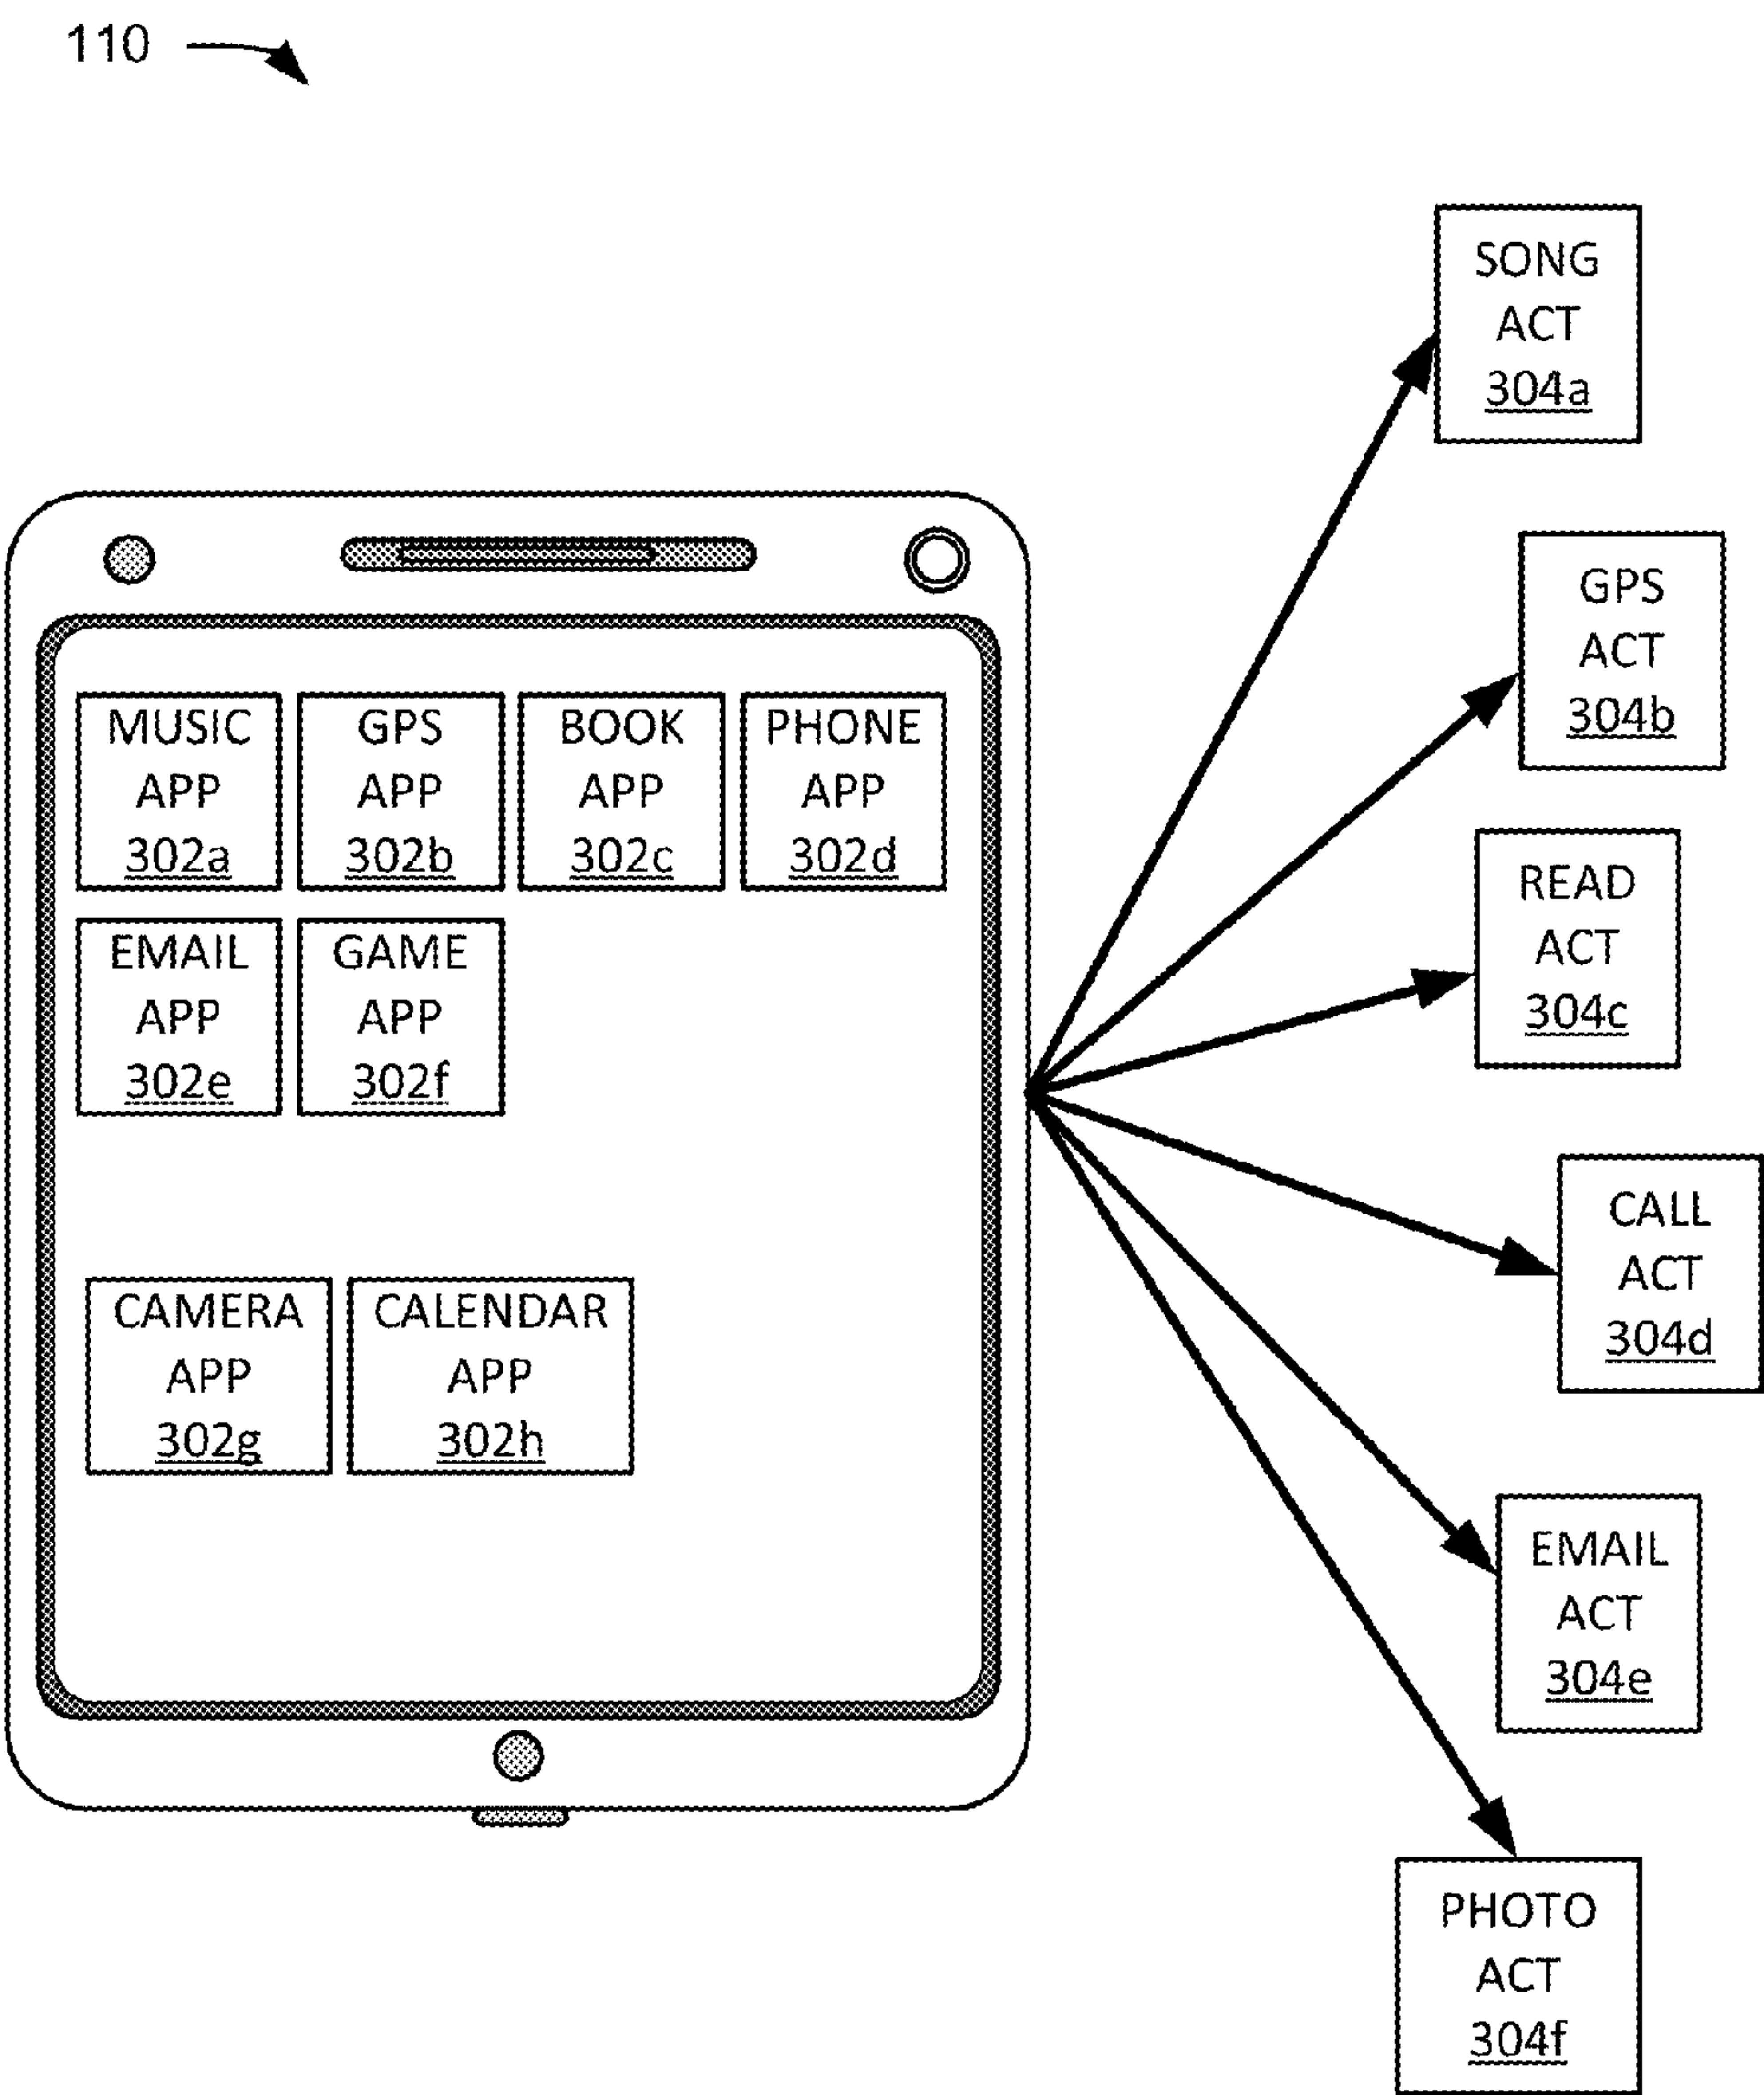 110
SONG
ACT
304a
GPS
ACT
304b
READ
ACT
304c
CALL
ACT
304d
EMAIL
ACT
304e
PHOTO
ACT
304f
MUSIC
APP
302a
GPS
APP
302b
BOOK
APP
302c
PHONE
APP
302d
EMAIL
APP
302e
GAME
APP
302f
CAMERA
APP
302g
CALENDAR
APP
302h